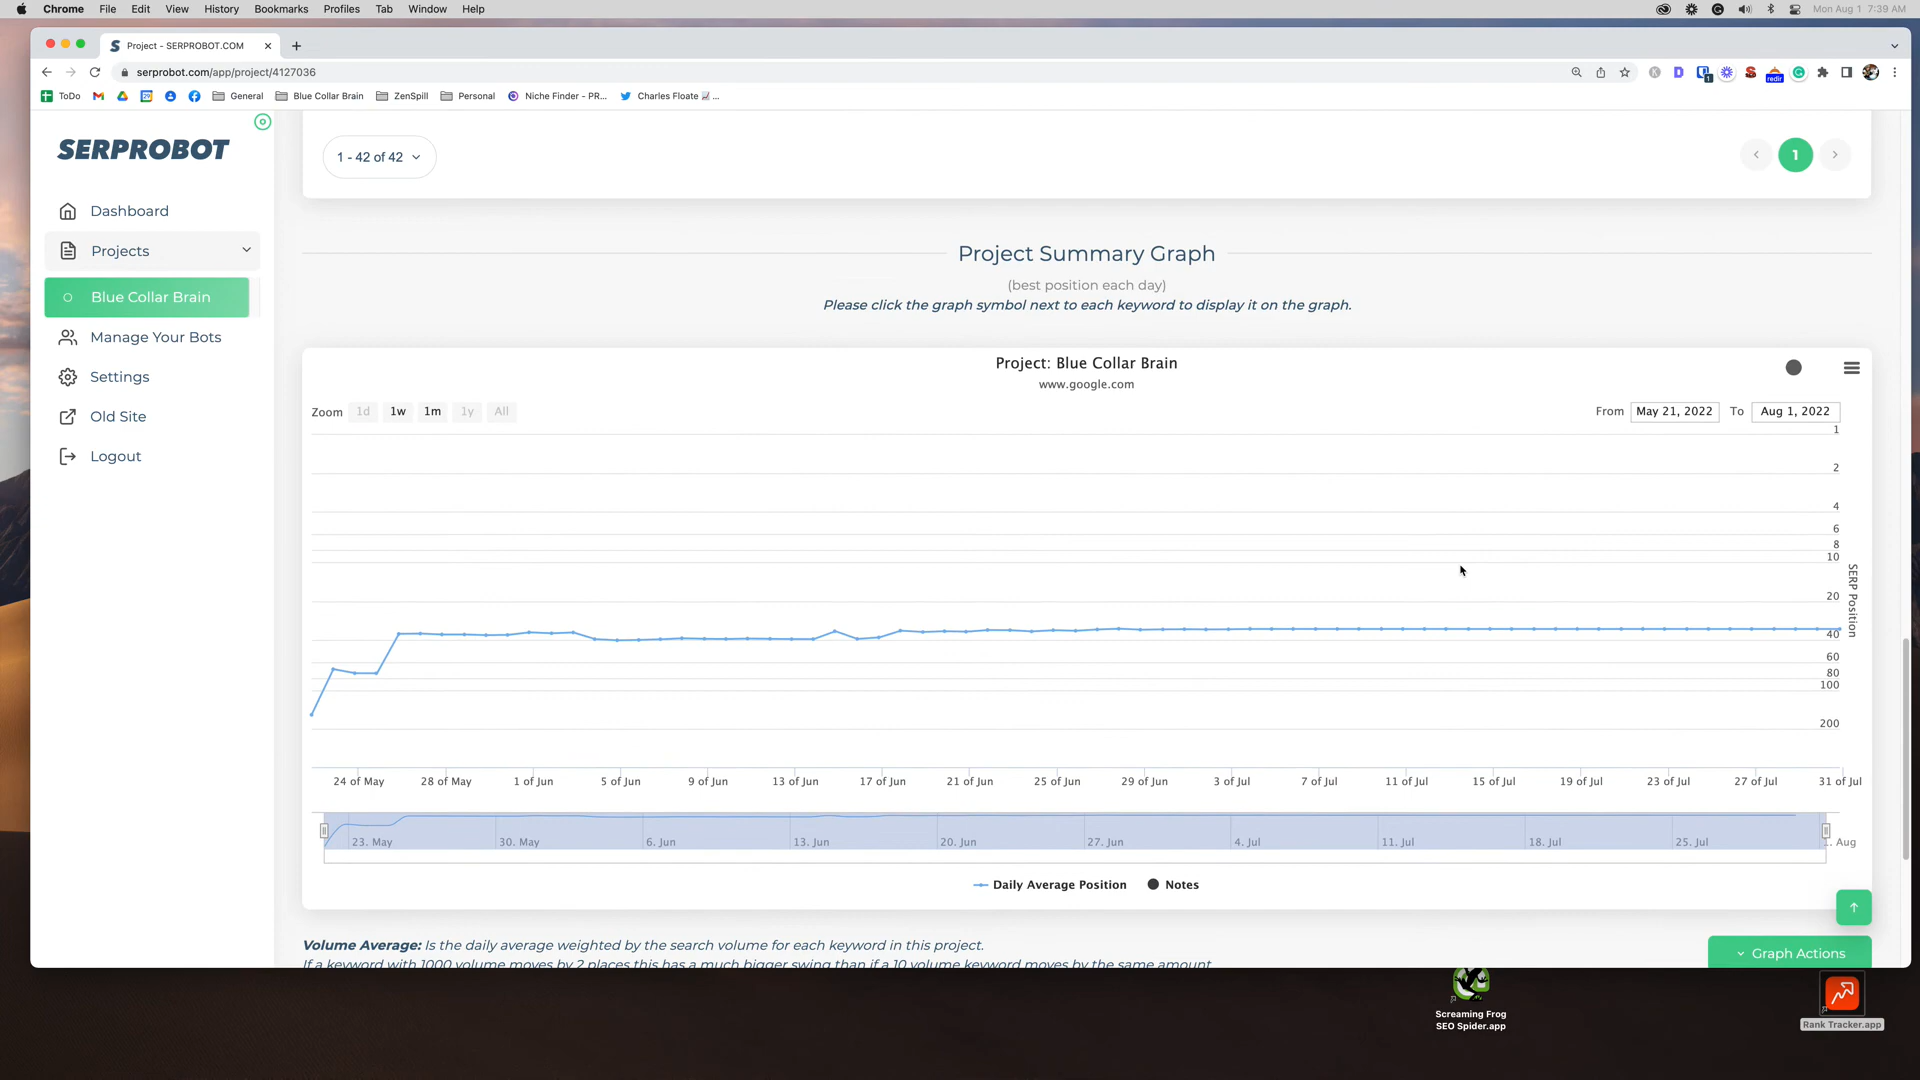 Chrome File Edit View History Bookmarks Profiles Tab Window Help Mon Aug 1 7:39 AM
Project - SERPROBOT.COM
serprobot.com/app/project/4127036
redir
ToDo General Blue Collar Brain ZenSpill Personal Niche Finder - PR... Charles Floate ...
SERPROBOT
Dashboard
Projects
Blue Collar Brain
Manage Your Bots
Settings
Old Site
Logout
1 - 42 of 42
1
Project Summary Graph
(best position each day)
Please click the graph symbol next to each keyword to display it on the graph.
Project: Blue Collar Brain
www.google.com
Zoom 1d 1w 1m 1y All
From May 21, 2022 To Aug 1, 2022
1
2
4
6
8
10
20
40
60
80
100
200
SERP Position
24 of May 28 of May 1 of Jun 5 of Jun 9 of Jun 13 of Jun 17 of Jun 21 of Jun 25 of Jun 29 of Jun 3 of Jul 7 of Jul 11 of Jul 15 of Jul 19 of Jul 23 of Jul 27 of Jul 31 of Jul
23. May 30. May 6. Jun 13. Jun 20. Jun 27. Jun 4. Jul 11. Jul 18. Jul 25. Jul 1. Aug
Daily Average Position Notes
Volume Average: Is the daily average weighted by the search volume for each keyword in this project.
If a keyword with 1000 volume moves by 2 places this has a much bigger swing than if a 10 volume keyword moves by the same amount
Graph Actions
Screaming Frog
SEO Spider.app
Rank Tracker.app